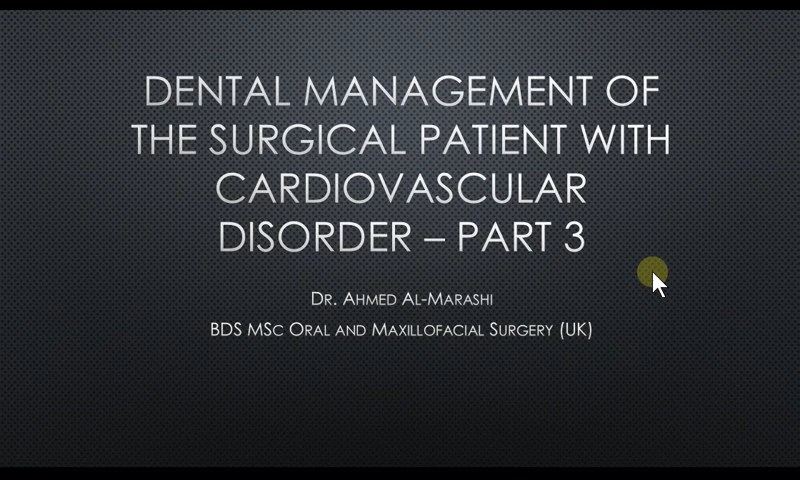 DENTAL MANAGEMENT OF
THE SURGICAL PATIENT WITH
CARDIOVASCULAR
DISORDER – PART 3
DR. AHMED AL-MARASHI
BDS MSC ORAL AND MAXILLOFACIAL SURGERY (UK)